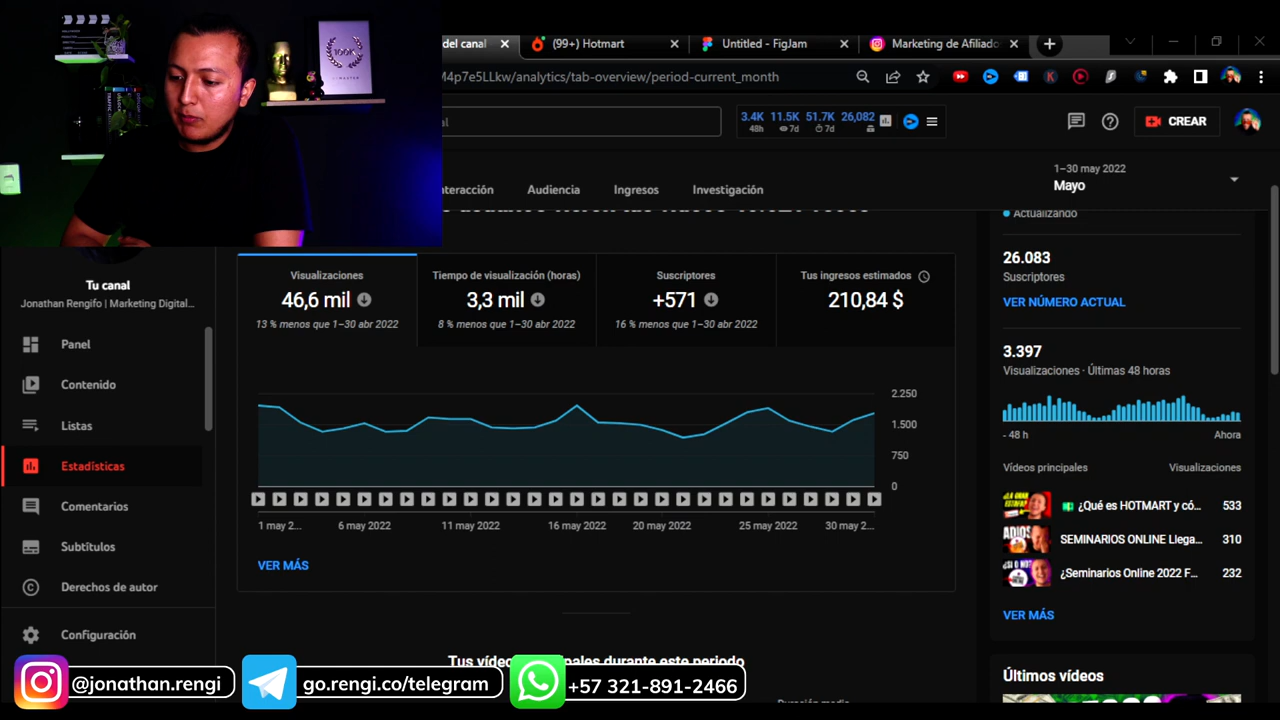 100K
del canal
(99+) Hotmart
Untitled - FigJam
Marketing de Afiliado
M4p7e5LLkw/analytics/tab-overview/period-current_month
3.4K 11.5K 51.7K 26,082
48h 7d 7d
CREAR
nteracción
Audiencia
Ingresos
Investigación
1–30 may 2022
Mayo
Tu canal
Jonathan Rengifo | Marketing Digital...
Panel
Contenido
Listas
Estadísticas
Comentarios
Subtítulos
Derechos de autor
Configuración
Visualizaciones
46,6 mil
13 % menos que 1–30 abr 2022
Tiempo de visualización (horas)
3,3 mil
8 % menos que 1–30 abr 2022
Suscriptores
+571
16 % menos que 1–30 abr 2022
Tus ingresos estimados
210,84 $
2.250
1.500
750
0
1 may 2...
6 may 2022
11 may 2022
16 may 2022
20 may 2022
25 may 2022
30 may 2...
VER MÁS
Tus vídeos principales durante este periodo
Actualizando
26.083
Suscriptores
VER NÚMERO ACTUAL
3.397
Visualizaciones · Últimas 48 horas
- 48 h
Ahora
Vídeos principales
Visualizaciones
¿Qué es HOTMART y có...
533
SEMINARIOS ONLINE Llega...
310
¿Seminarios Online 2022 F...
232
VER MÁS
Últimos vídeos
@jonathan.rengi
go.rengi.co/telegram
+57 321-891-2466